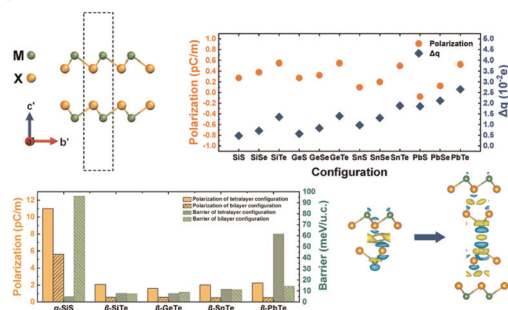 M
X
c'
b'
Polarization (pC/m)
1.0
0.8
0.6
0.4
0.2
0.0
-0.2
-0.4
-0.6
-0.8
-1.0
Polarization
Δq
5.0
4.5
4.0
3.5
3.0
2.5
2.0
1.5
1.0
0.5
0.0
Δq (10⁻²e)
SiS SiSe SiTe GeS GeSe GeTe SnS SnSe SnTe PbS PbSe PbTe
Configuration
Polarization (pC/m)
12
10
8
6
4
2
0
Polarization of tetralayer configuration
Polarization of bilayer configuration
Barrier of tetralayer configuration
Barrier of bilayer configuration
100
90
80
70
60
50
40
30
20
10
0
Barrier (meV/u.c.)
α-SiS β-SiTe β-GeTe β-SnTe β-PbTe